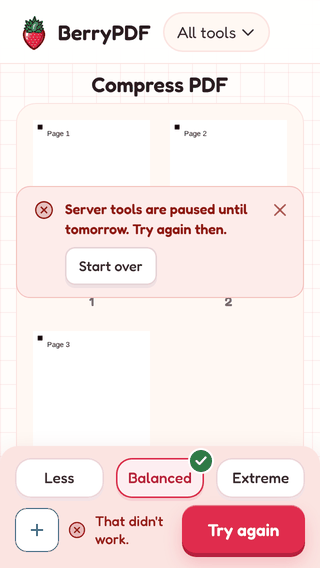 BerryPDF
All tools
Compress PDF
Page 1
Page 2
Server tools are paused until
tomorrow. Try again then.
Start over
1
2
Page 3
Less
Balanced
Extreme
That didn't
work.
Try again